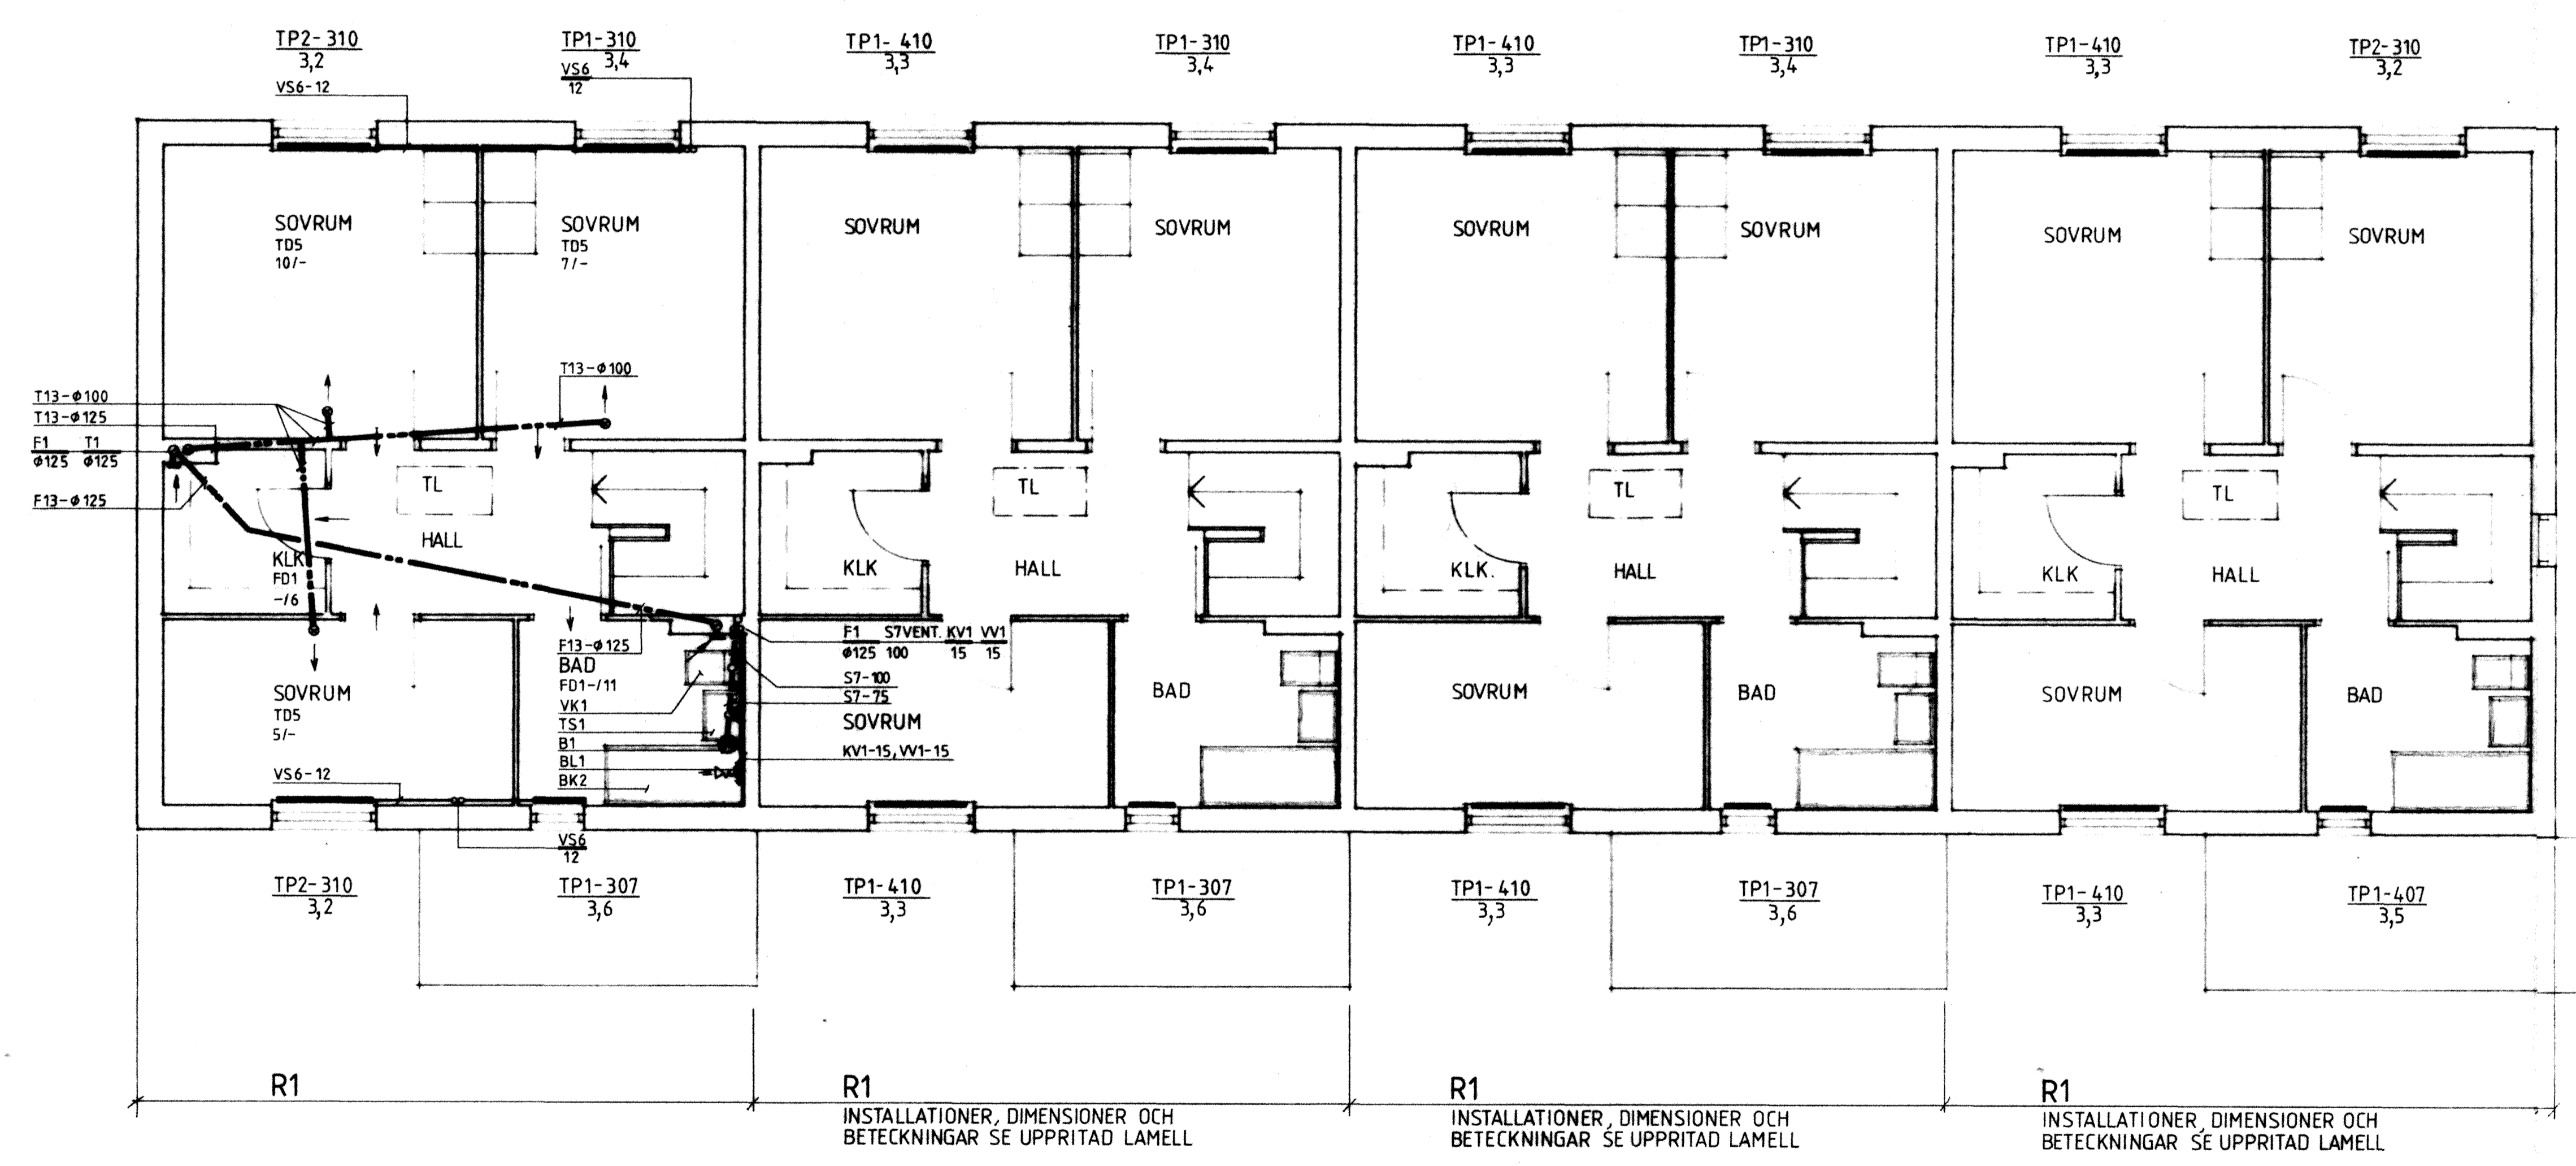 TP2-310
3,2
TP1-310
3,4
TP1- 410
3,3
TP1-310
3,4
TP1-410
3,3
TP1-310
3,4
TP1-410
3,3
TP2-310
3,2
VS6-12
VS6
12
SOVRUM
TD5
10/-
SOVRUM
TD5
7/-
SOVRUM
SOVRUM
SOVRUM
SOVRUM
SOVRUM
SOVRUM
T13-ø100
T13-ø100
T13-ø125
F1 T1
ø125 ø125
F13-ø125
TL
HALL
KLK
FD1
-/6
TL
KLK
HALL
TL
KLK.
HALL
TL
KLK
HALL
F13-ø125
BAD
FD1-/11
VK1
TS1
B1
BL1
BK2
F1 S7VENT. KV1 VV1
ø125 100 15 15
S7-100
S7-75
SOVRUM
KV1-15, VV1-15
SOVRUM
TD5
5/-
VS6-12
VS6
12
BAD
SOVRUM
BAD
SOVRUM
BAD
TP2-310
3,2
TP1-307
3,6
TP1-410
3,3
TP1-307
3,6
TP1-410
3,3
TP1-307
3,6
TP1-410
3,3
TP1-407
3,5
R1
R1
INSTALLATIONER, DIMENSIONER OCH
BETECKNINGAR SE UPPRITAD LAMELL
R1
INSTALLATIONER, DIMENSIONER OCH
BETECKNINGAR SE UPPRITAD LAMELL
R1
INSTALLATIONER, DIMENSIONER OCH
BETECKNINGAR SE UPPRITAD LAMELL